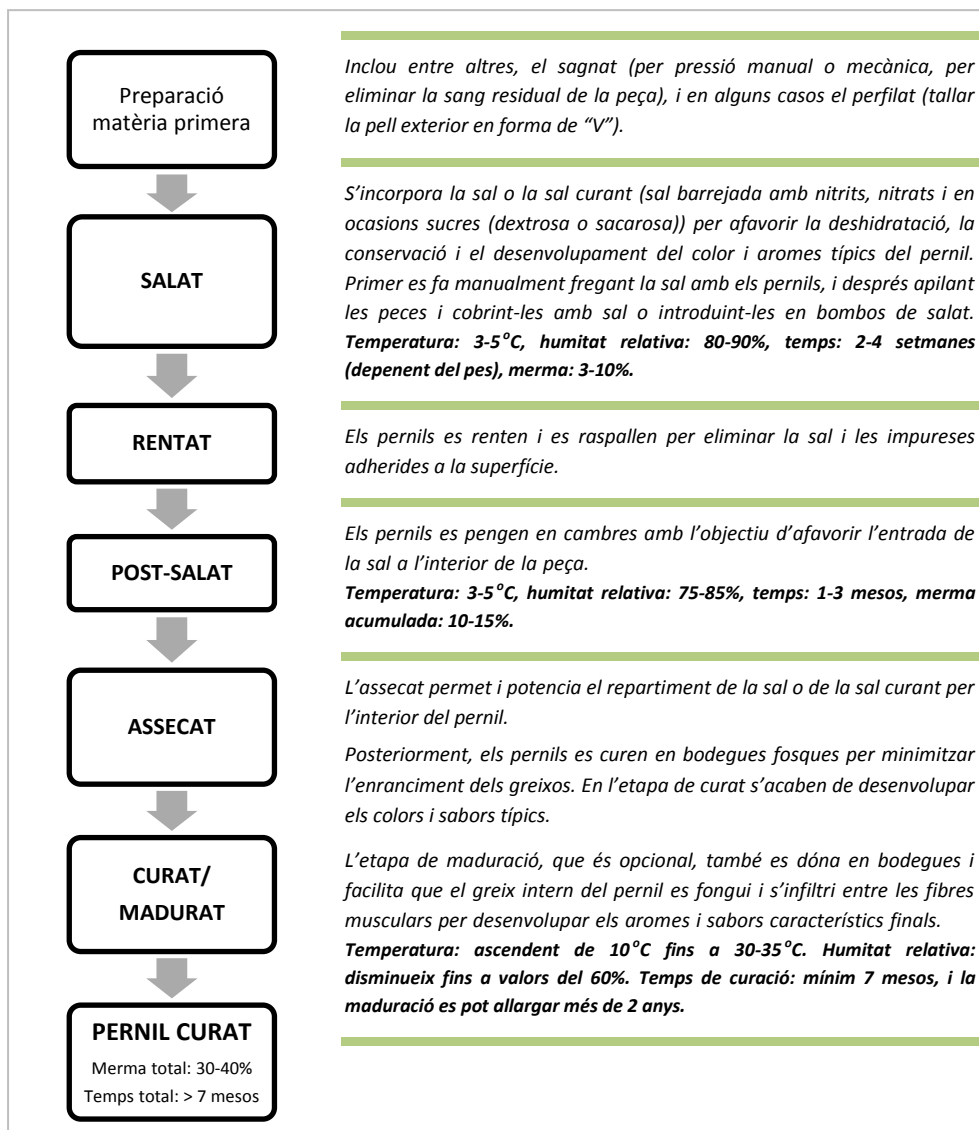 Preparació
matèria primera
Inclou entre altres, el sagnat (per pressió manual o mecànica, per
eliminar la sang residual de la peça), i en alguns casos el perfilat (tallar
la pell exterior en forma de “V”).
SALAT
S’incorpora la sal o la sal curant (sal barrejada amb nitrits, nitrats i en
ocasions sucres (dextrosa o sacarosa)) per afavorir la deshidratació, la
conservació i el desenvolupament del color i aromes típics del pernil.
Primer es fa manualment fregant la sal amb els pernils, i després apilant
les peces i cobrint-les amb sal o introduint-les en bombos de salat.
Temperatura: 3-5°C, humitat relativa: 80-90%, temps: 2-4 setmanes
(depenent del pes), merma: 3-10%.
RENTAT
Els pernils es renten i es raspallen per eliminar la sal i les impureses
adherides a la superfície.
POST-SALAT
Els pernils es pengen en cambres amb l’objectiu d’afavorir l’entrada de
la sal a l’interior de la peça.
Temperatura: 3-5°C, humitat relativa: 75-85%, temps: 1-3 mesos, merma
acumulada: 10-15%.
ASSECAT
L’assecat permet i potencia el repartiment de la sal o de la sal curant per
l’interior del pernil.
Posteriorment, els pernils es curen en bodegues fosques per minimitzar
l’enranciment dels greixos. En l’etapa de curat s’acaben de desenvolupar
els colors i sabors típics.
CURAT/
MADURAT
L’etapa de maduració, que és opcional, també es dóna en bodegues i
facilita que el greix intern del pernil es fongui i s’infiltri entre les fibres
musculars per desenvolupar els aromes i sabors característics finals.
Temperatura: ascendent de 10°C fins a 30-35°C. Humitat relativa:
disminueix fins a valors del 60%. Temps de curació: mínim 7 mesos, i la
maduració es pot allargar més de 2 anys.
PERNIL CURAT
Merma total: 30-40%
Temps total: > 7 mesos